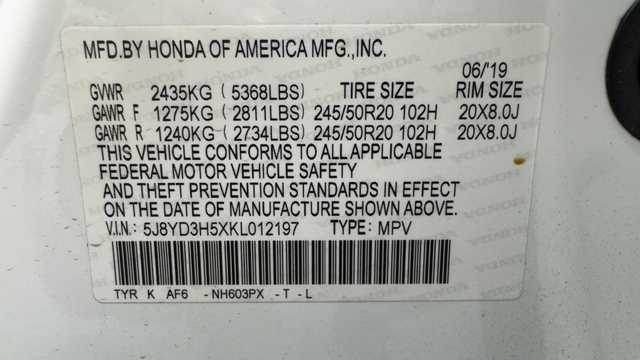 MFD.BY HONDA OF AMERICA MFG.,INC.
06/'19
GVWR 2435KG ( 5368LBS) TIRE SIZE RIM SIZE
GAWR F 1275KG ( 2811LBS) 245/50R20 102H 20X8.0J
GAWR R 1240KG ( 2734LBS) 245/50R20 102H 20X8.0J
THIS VEHICLE CONFORMS TO ALL APPLICABLE
FEDERAL MOTOR VEHICLE SAFETY
AND THEFT PREVENTION STANDARDS IN EFFECT
ON THE DATE OF MANUFACTURE SHOWN ABOVE.
V.I.N.: 5J8YD3H5XKL012197 TYPE: MPV
TYR K AF6 -NH603PX -T -L